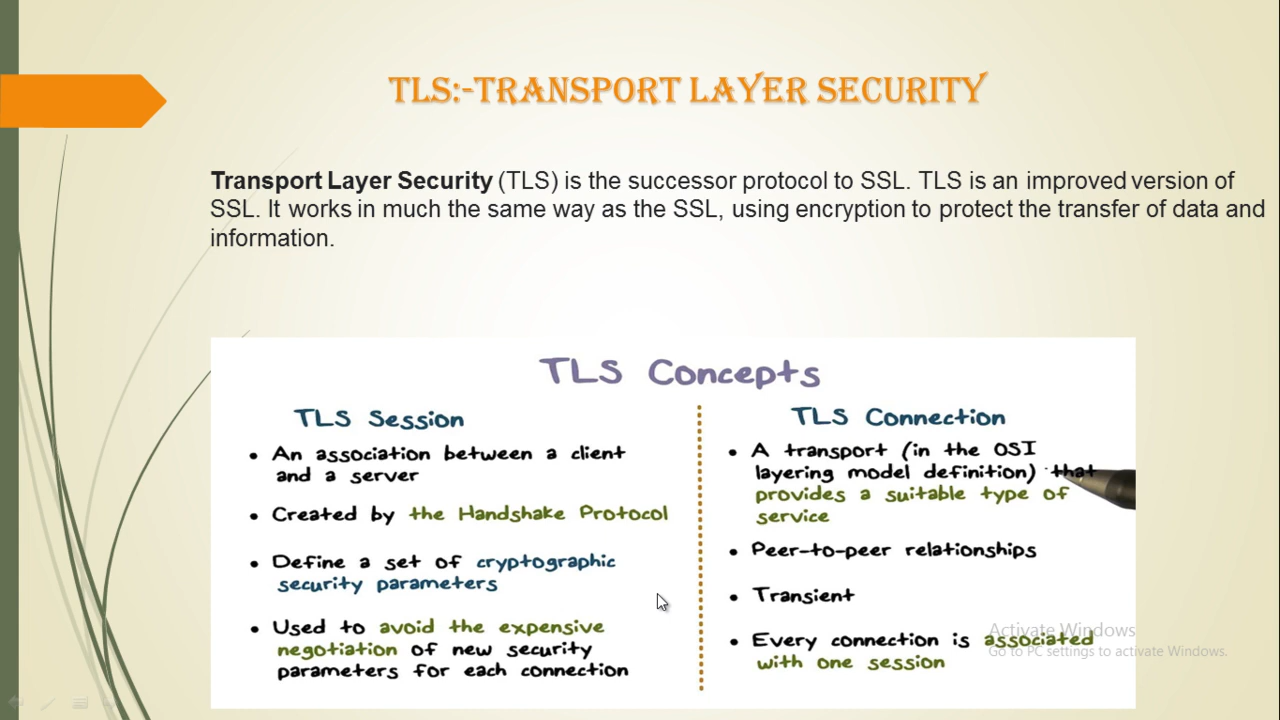 TLS:-TRANSPORT LAYER SECURITY
Transport Layer Security (TLS) is the successor protocol to SSL. TLS is an improved version of
SSL. It works in much the same way as the SSL, using encryption to protect the transfer of data and
information.
TLS Concepts
TLS Session
• An association between a client
and a server
• Created by the Handshake Protocol
• Define a set of cryptographic
security parameters
• Used to avoid the expensive
negotiation of new security
parameters for each connection
TLS Connection
• A transport (in the OSI
layering model definition) that
provides a suitable type of
service
• Peer-to-peer relationships
• Transient
• Every connection is associated
with one session
Activate Windows
Go to PC settings to activate Windows.